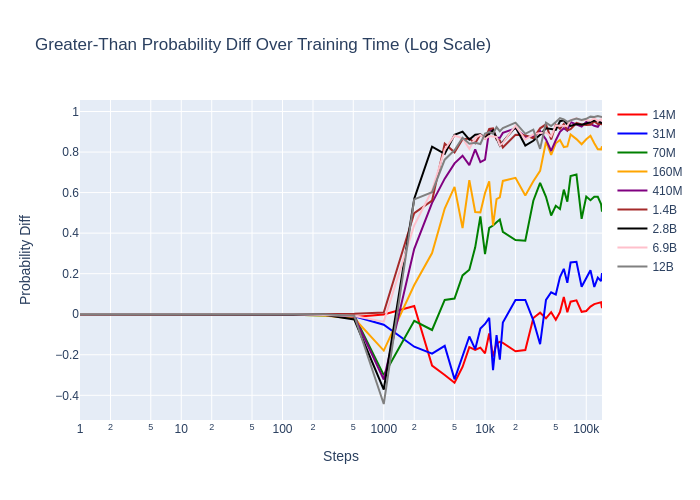 Greater-Than Probability Diff Over Training Time (Log Scale)
1
0.8
0.6
0.4
0.2
0
−0.2
−0.4
Probability Diff
1 2 5 10 2 5 100 2 5 1000 2 5 10k 2 5 100k
Steps
14M
31M
70M
160M
410M
1.4B
2.8B
6.9B
12B